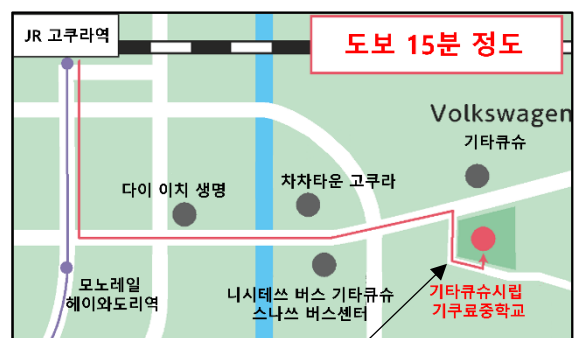 JR 고쿠라역
도보 15분 정도
Volkswagen
기타큐슈
다이 이치 생명
차차타운 고쿠라
모노레일
헤이와도리역
니시테쓰 버스 기타큐슈
스나쓰 버스센터
기타큐슈시립
기쿠료중학교